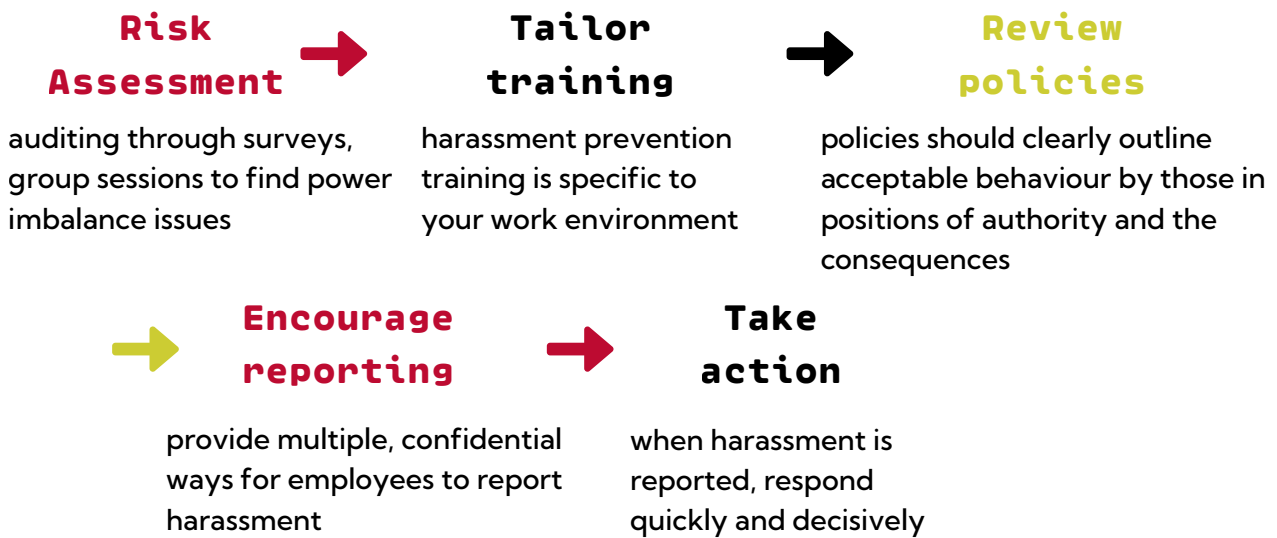 Risk
Assessment
auditing through surveys,
group sessions to find power
imbalance issues
Tailor
training
harassment prevention
training is specific to
your work environment
Review
policies
policies should clearly outline
acceptable behaviour by those in
positions of authority and the
consequences
Encourage
reporting
provide multiple, confidential
ways for employees to report
harassment
Take
action
when harassment is
reported, respond
quickly and decisively